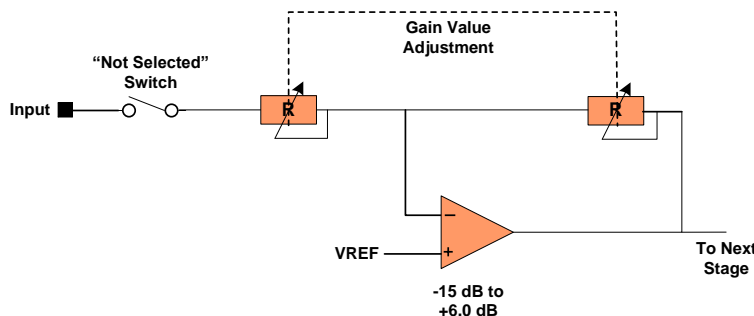 Gain Value
Adjustment
“Not Selected”
Switch
Input
R
R
−
VREF
+
To Next
Stage
-15 dB to
+6.0 dB